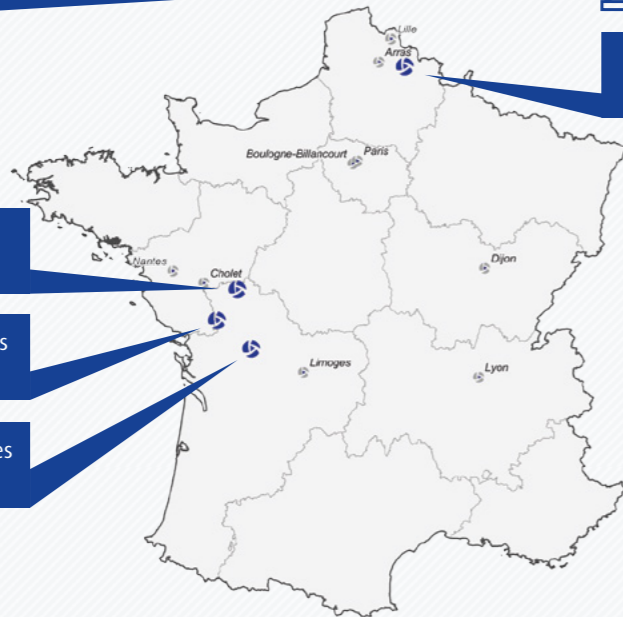 Lille
Arras
Boulogne-Billancourt
Paris
Nantes
Cholet
Dijon
s
Limoges
Lyon
es